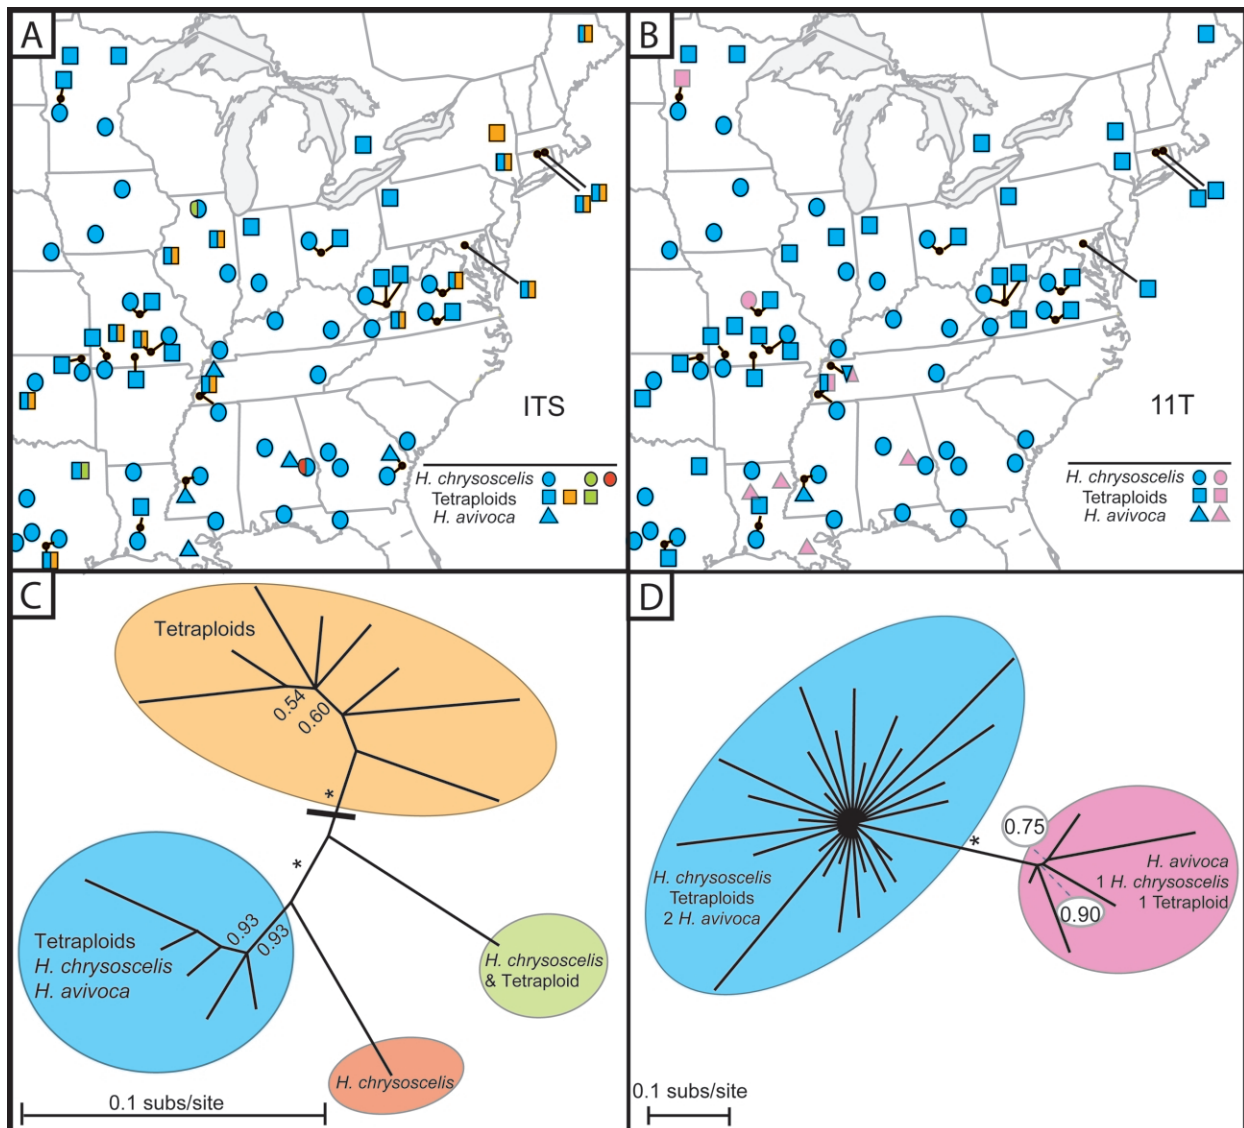 A
ITS
H. chrysoscelis
Tetraploids
H. avivoca
B
11T
H. chrysoscelis
Tetraploids
H. avivoca
C
Tetraploids
0.54
0.60
*
*
0.93
0.93
Tetraploids
H. chrysoscelis
H. avivoca
H. chrysoscelis
& Tetraploid
H. chrysoscelis
0.1 subs/site
D
0.75
*
H. avivoca
1 H. chrysoscelis
1 Tetraploid
0.90
H. chrysoscelis
Tetraploids
2 H. avivoca
0.1 subs/site